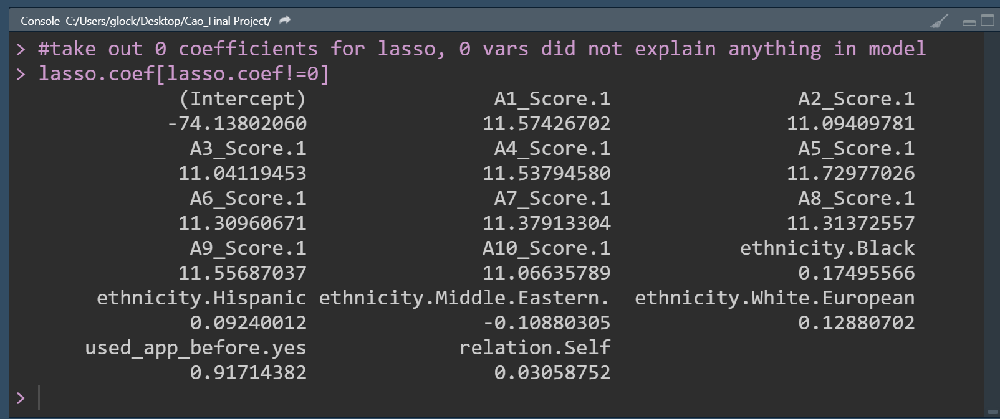 Console C:/Users/glock/Desktop/Cao_Final Project/
> #take out 0 coefficients for lasso, 0 vars did not explain anything in model
> lasso.coef[lasso.coef!=0]
(Intercept) A1_Score.1 A2_Score.1
-74.13802060 11.57426702 11.09409781
A3_Score.1 A4_Score.1 A5_Score.1
11.04119453 11.53794580 11.72977026
A6_Score.1 A7_Score.1 A8_Score.1
11.30960671 11.37913304 11.31372557
A9_Score.1 A10_Score.1 ethnicity.Black
11.55687037 11.06635789 0.17495566
ethnicity.Hispanic ethnicity.Middle.Eastern. ethnicity.White.European
0.09240012 -0.10880305 0.12880702
used_app_before.yes relation.Self
0.91714382 0.03058752
>